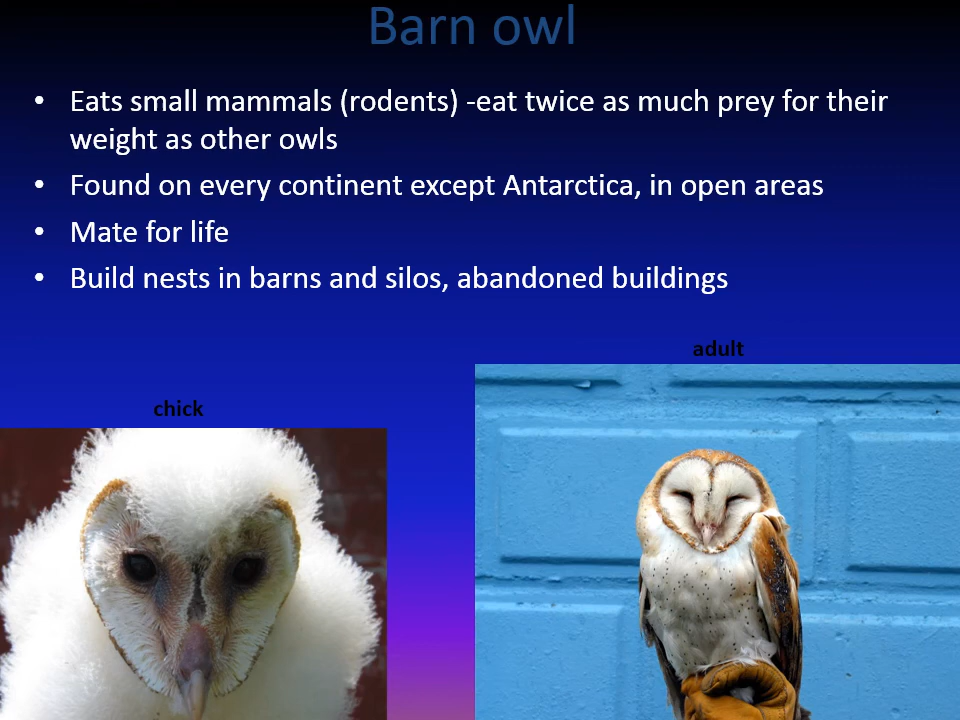 Barn owl
• Eats small mammals (rodents) -eat twice as much prey for their
weight as other owls
• Found on every continent except Antarctica, in open areas
• Mate for life
• Build nests in barns and silos, abandoned buildings
adult
chick